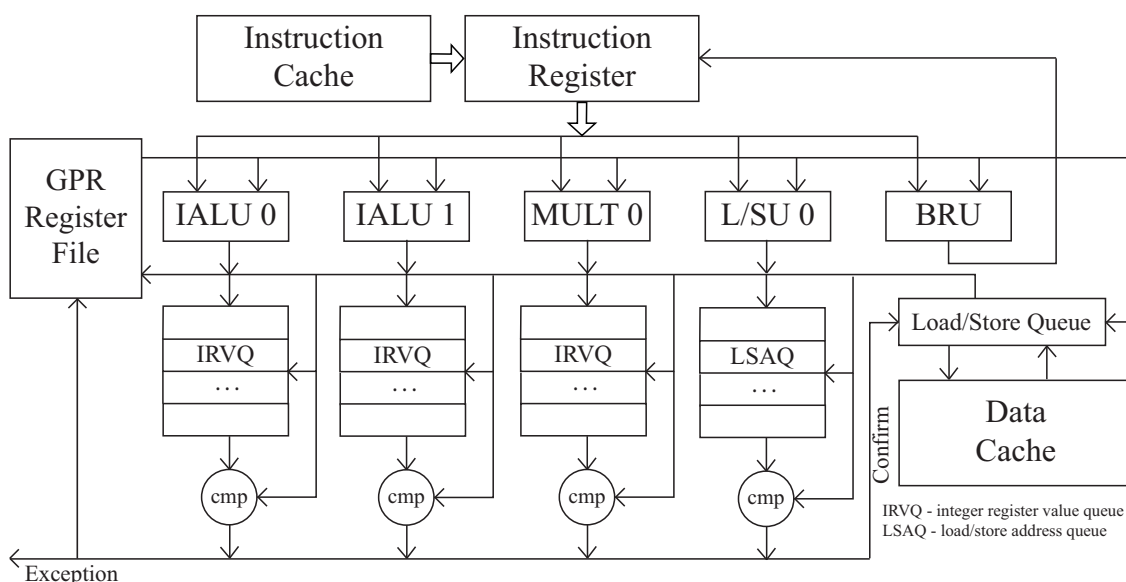 Instruction
Cache
Instruction
Register
GPR
Register
File
IALU 0
IALU 1
MULT 0
L/SU 0
BRU
IRVQ
...
IRVQ
...
IRVQ
...
LSAQ
...
Load/Store Queue
Data
Cache
Confirm
cmp
cmp
cmp
cmp
IRVQ - integer register value queue
LSAQ - load/store address queue
Exception